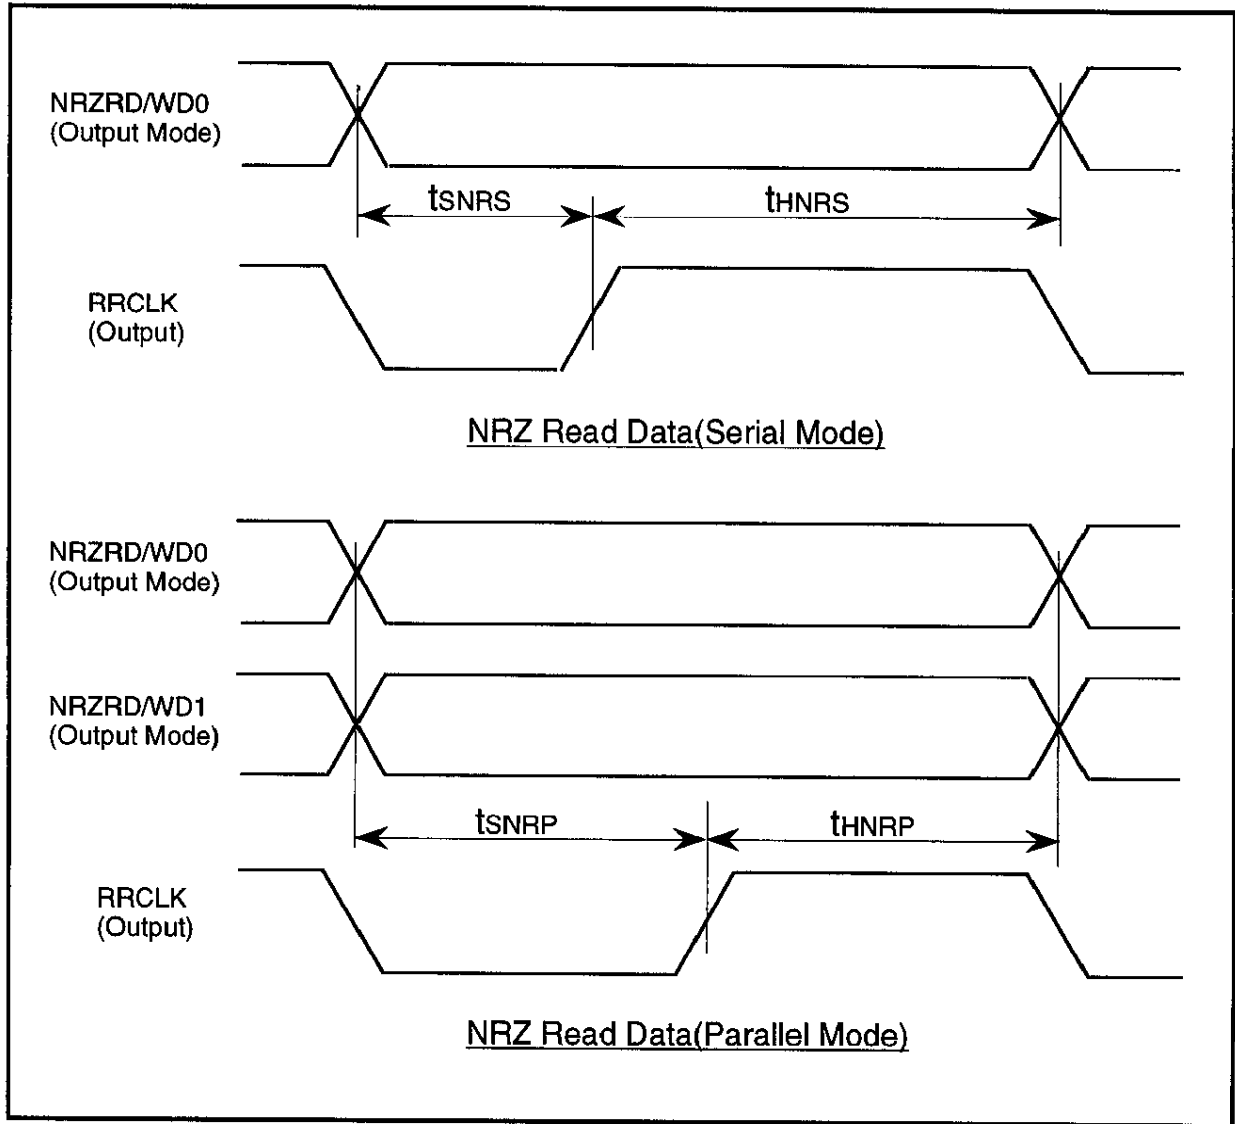 NRZRD/WD0
(Output Mode)
tSNRS
tHNRS
RRCLK
(Output)
NRZ Read Data(Serial Mode)
NRZRD/WD0
(Output Mode)
NRZRD/WD1
(Output Mode)
tSNRP
tHNRP
RRCLK
(Output)
NRZ Read Data(Parallel Mode)